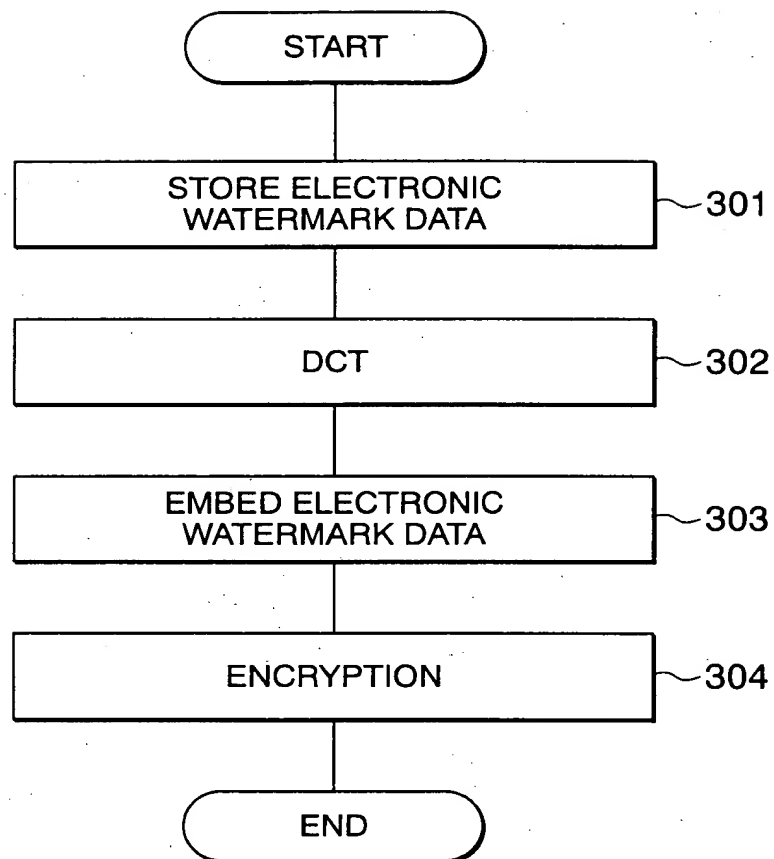 START
STORE ELECTRONIC
WATERMARK DATA
301
DCT
302
EMBED ELECTRONIC
WATERMARK DATA
303
ENCRYPTION
304
END